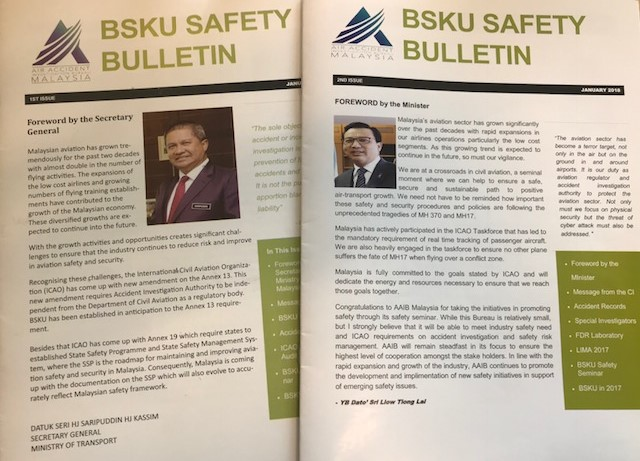 BSKU SAFETY
BULLETIN
AIR ACCIDENT
MALAYSIA
1ST ISSUE
Foreword by the Secretary
General
Malaysian aviation has grown tre-
mendously for the past two decades
with almost double in the number of
flying activities. The expansions of
the low cost airlines and growing
numbers of flying training establish-
ments have contributed to the
growth of the Malaysian economy.
These diversified growths are ex-
pected to continue into the future.
With the growth activities and opportunities creates significant chal-
lenges to ensure that the industry continues to reduce risk and improve
in aviation safety and security.
Recognising these challenges, the International Civil Aviation Organiza-
tion (ICAO) has come up with new amendment on the Annex 13. This
new amendment requires Accident Investigation Authority to be inde-
pendent from the Department of Civil Aviation as a regulatory body.
BSKU has been established in anticipation to the Annex 13 require-
ment.
Besides that ICAO has come up with Annex 19 which require states to
established State Safety Programme and State Safety Management Sys-
tem, where the SSP is the roadmap for maintaining and improving avia-
tion safety and security in Malaysia. Consequently, Malaysia is coming
up with the documentation on the SSP which will also evolve to accu-
rately reflect Malaysian safety framework.
DATUK SERI HJ SARIPUDDIN HJ KASSIM
SECRETARY GENERAL
MINISTRY OF TRANSPORT
"The sole
accident or
investigation
prevention of
accidents and
It is not the
apportion
liability"
In this
Foreword
BSKU SAFETY
BULLETIN
AIR ACCIDENT
MALAYSIA
2ND ISSUE
JANUARY 2018
FOREWORD by the Minister
Malaysia's aviation sector has grown significantly
over the past decades with rapid expansions in
our airlines operations particularly the low cost
segments. As this growing trend is expected to
continue in the future, so must our vigilance.
We are at a crossroads in civil aviation, a seminal
moment where we can help to ensure a safe,
secure and sustainable path to positive
air-transport growth. We need not have to be reminded how important
these safety and security procedures and policies are following the
unprecedented tragedies of MH 370 and MH17.
Malaysia has actively participated in the ICAO Taskforce that has led to
the mandatory requirement of real time tracking of passenger aircraft.
We are also heavily engaged in the taskforce to ensure no other plane
suffers the fate of MH17 when flying over a conflict zone.
Malaysia is fully committed to the goals stated by ICAO and will
dedicate the energy and resources necessary to ensure that we reach
those goals together.
Congratulations to AAIB Malaysia for taking the initiatives in promoting
safety through its safety seminar. While this Bureau is relatively small,
but I strongly believe that it will be able to meet industry safety need
and ICAO requirements on accident investigation and safety risk
management. AAIB will remain steadfast in its focus to ensure the
highest level of cooperation amongst the stake holders. In line with the
rapid expansion and growth of the industry, AAIB continues to promote
the development and implementation of new safety initiatives in support
of emerging safety issues.
- YB Dato' Sri Liow Tiong Lai
"The aviation sector has
become a terror target, not
only in the air but on the
ground in and around
airports. It is our duty as
aviation regulator and
accident investigation
authority to protect the
aviation sector. Not only
must we focus on physical
security but the threat of
cyber attack must also be
addressed."
• Foreword by the
Minister
• Message from the CI
• Accident Records
• Special Investigators
• FDR Laboratory
• LIMA 2017
• BSKU Safety
Seminar
• BSKU in 2017